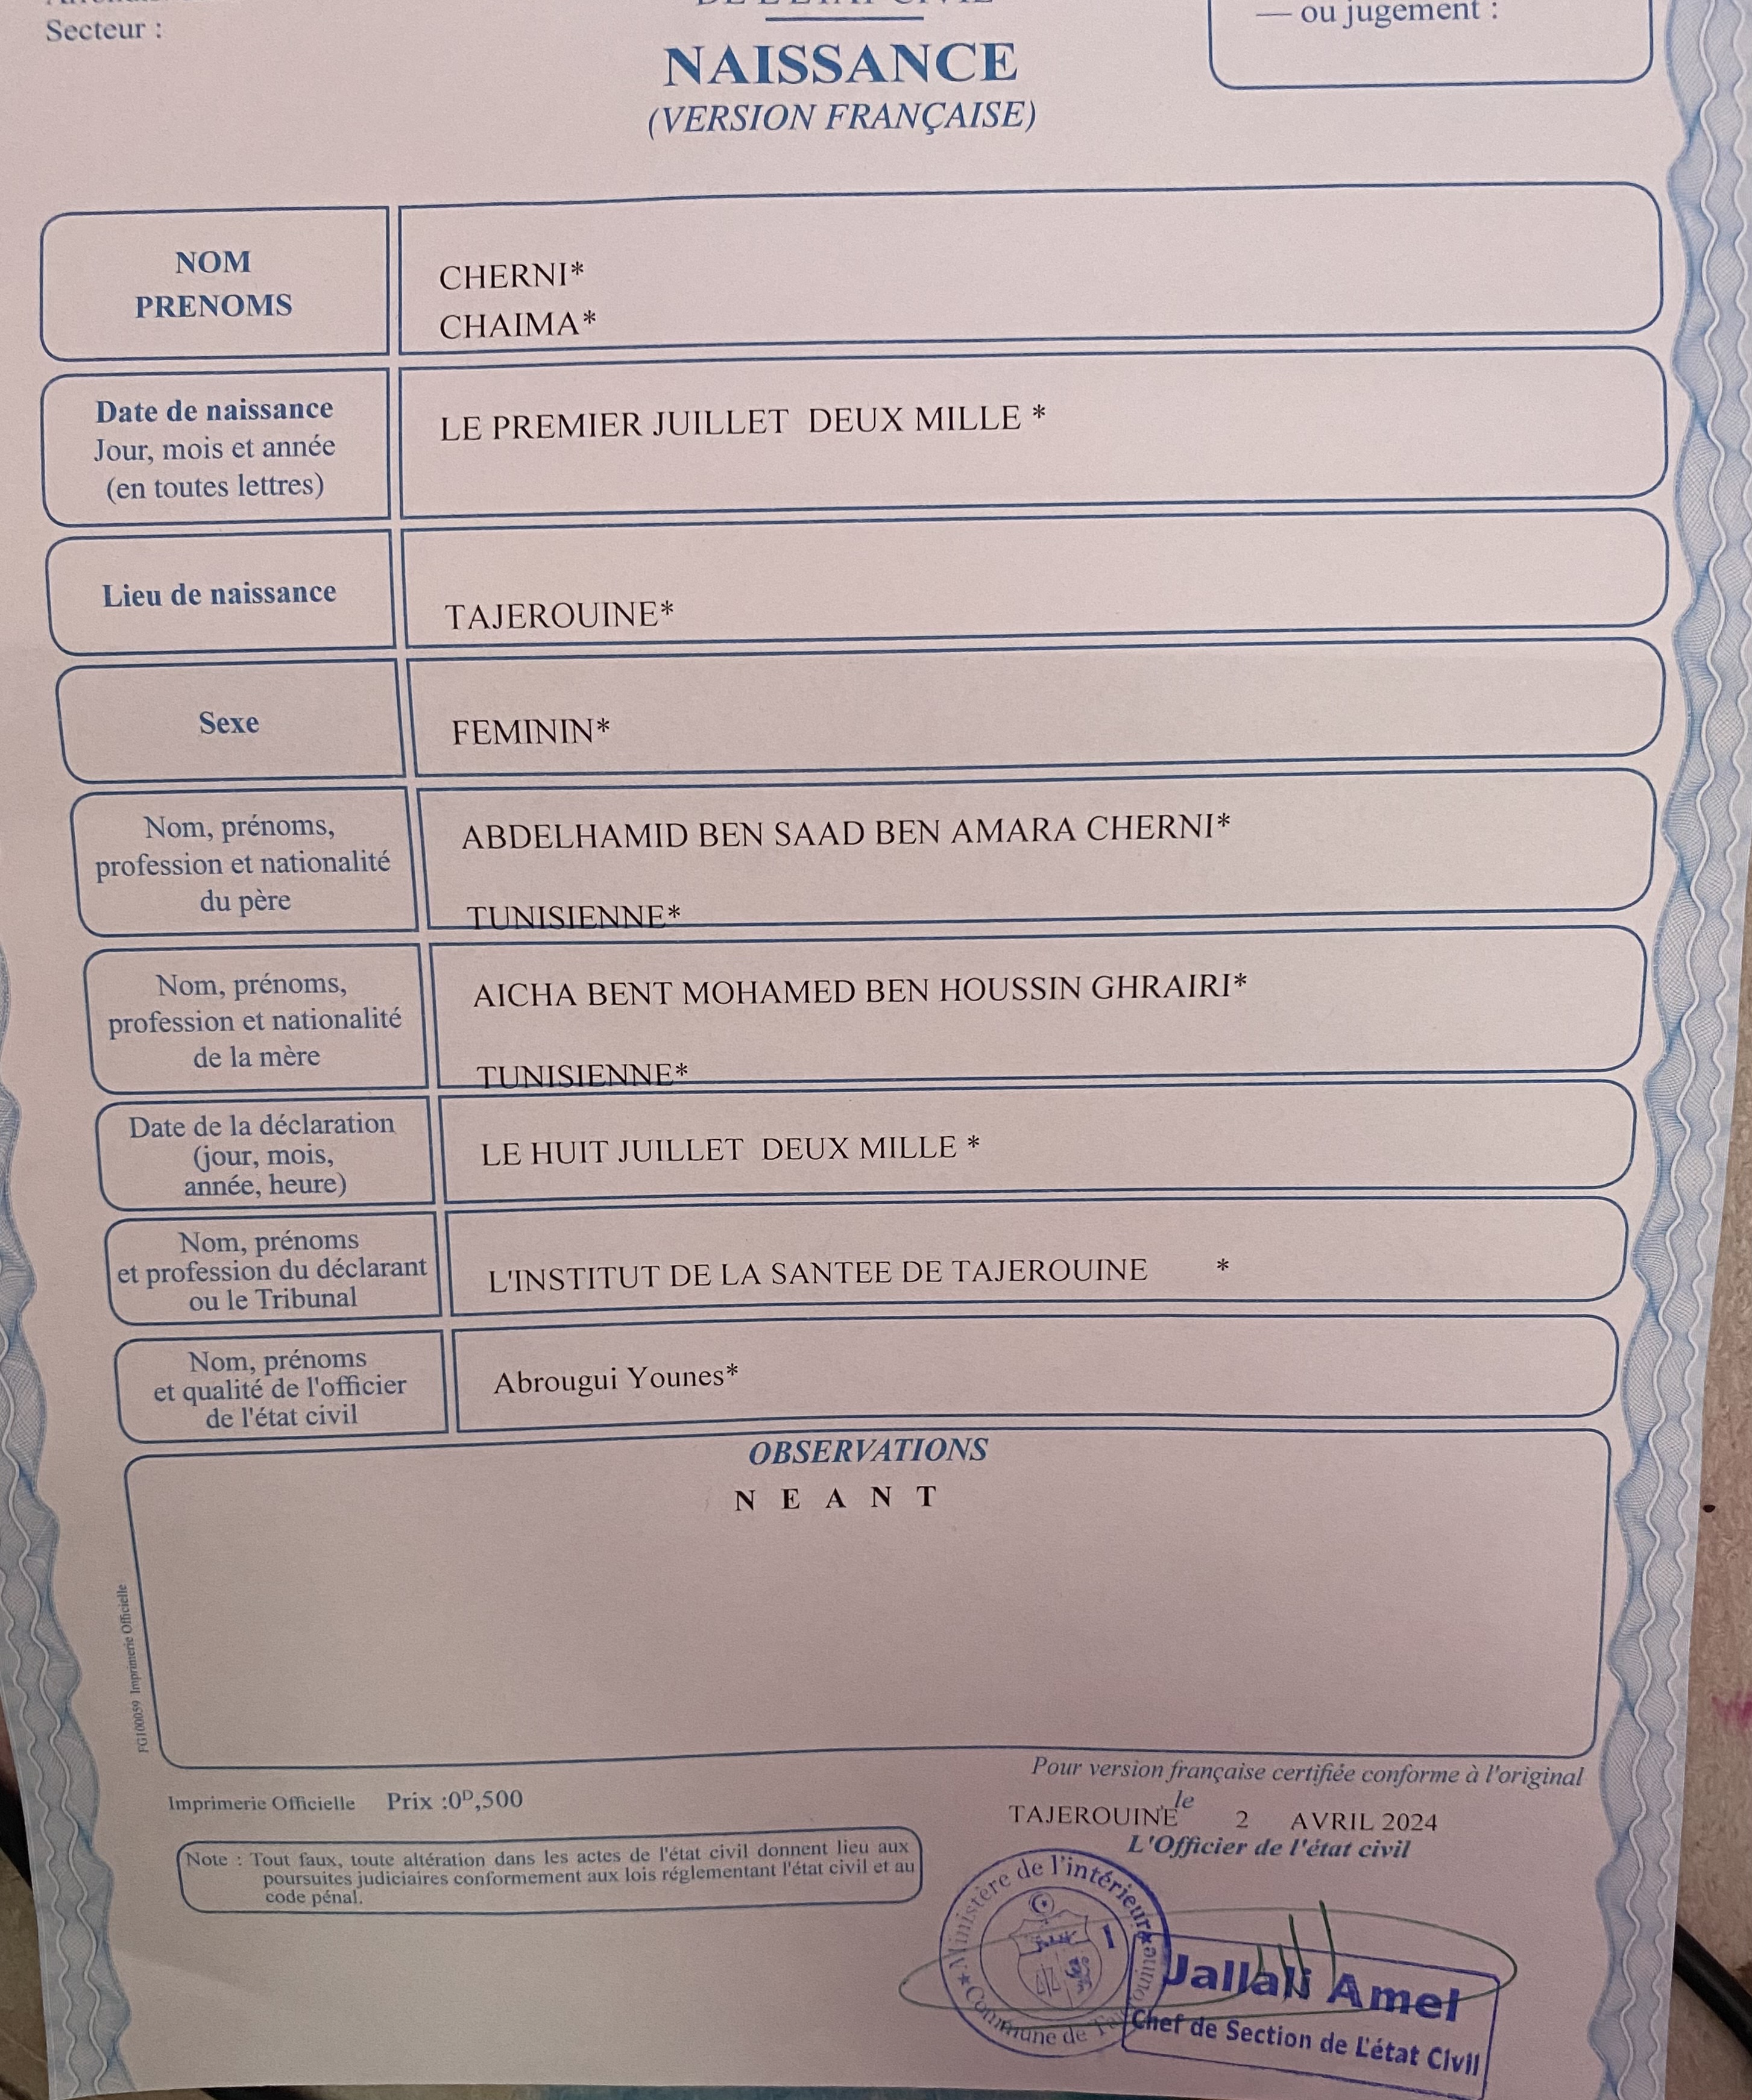 Secteur :
DE L'ETAT CIVIL
— ou jugement :
NAISSANCE
(VERSION FRANÇAISE)
NOM
PRENOMS
CHERNI*
CHAIMA*
Date de naissance
Jour, mois et année
(en toutes lettres)
LE PREMIER JUILLET DEUX MILLE *
Lieu de naissance
TAJEROUINE*
Sexe
FEMININ*
Nom, prénoms,
profession et nationalité
du père
ABDELHAMID BEN SAAD BEN AMARA CHERNI*
TUNISIENNE*
Nom, prénoms,
profession et nationalité
de la mère
AICHA BENT MOHAMED BEN HOUSSIN GHRAIRI*
TUNISIENNE*
Date de la déclaration
(jour, mois,
année, heure)
LE HUIT JUILLET DEUX MILLE *
Nom, prénoms
et profession du déclarant
ou le Tribunal
L'INSTITUT DE LA SANTEE DE TAJEROUINE *
Nom, prénoms
et qualité de l'officier
de l'état civil
Abrougui Younes*
OBSERVATIONS
N E A N T
FG100059 Imprimerie Officielle
Pour version française certifiée conforme à l'original
Imprimerie Officielle Prix :0D,500
TAJEROUINE le 2 AVRIL 2024
L'Officier de l'état civil
Note : Tout faux, toute altération dans les actes de l'état civil donnent lieu aux
poursuites judiciaires conformement aux lois réglementant l'état civil et au
code pénal.
Ministère de l'intérieur
Commune de
Jallali Amel
Chef de Section de L'état Civil